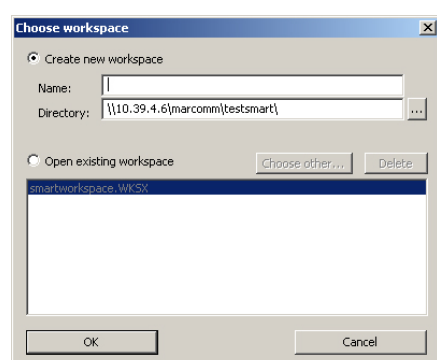 Choose workspace
Create new workspace
Name:
Directory: \\10.39.4.6\marcomm\testsmart\ ...
Open existing workspace Choose other... Delete
smartworkspace.WKSX
OK Cancel